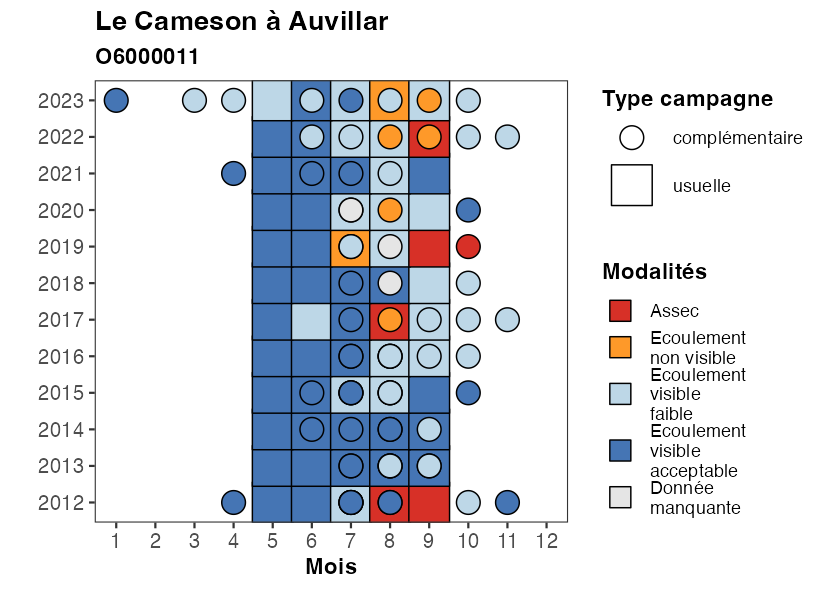 Le Cameson à Auvillar
O6000011
2023
2022
2021
2020
2019
2018
2017
2016
2015
2014
2013
2012
1 2 3 4 5 6 7 8 9 10 11 12
Mois
Type campagne
complémentaire
usuelle
Modalités
Assec
Ecoulement
non visible
Ecoulement
visible
faible
Ecoulement
visible
acceptable
Donnée
manquante